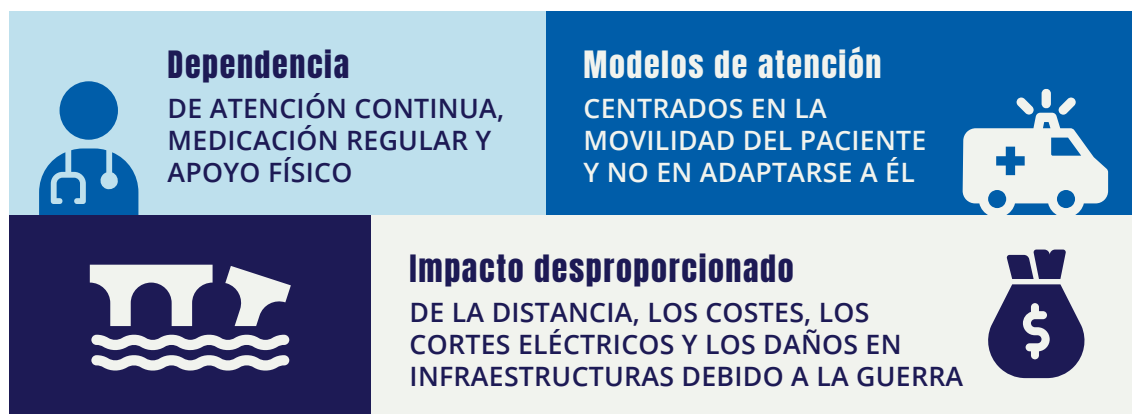 Dependencia
DE ATENCIÓN CONTINUA,
MEDICACIÓN REGULAR Y
APOYO FÍSICO
Modelos de atención
CENTRADOS EN LA
MOVILIDAD DEL PACIENTE
Y NO EN ADAPTARSE A ÉL
Impacto desproporcionado
DE LA DISTANCIA, LOS COSTES, LOS
CORTES ELÉCTRICOS Y LOS DAÑOS EN
INFRAESTRUCTURAS DEBIDO A LA GUERRA
$